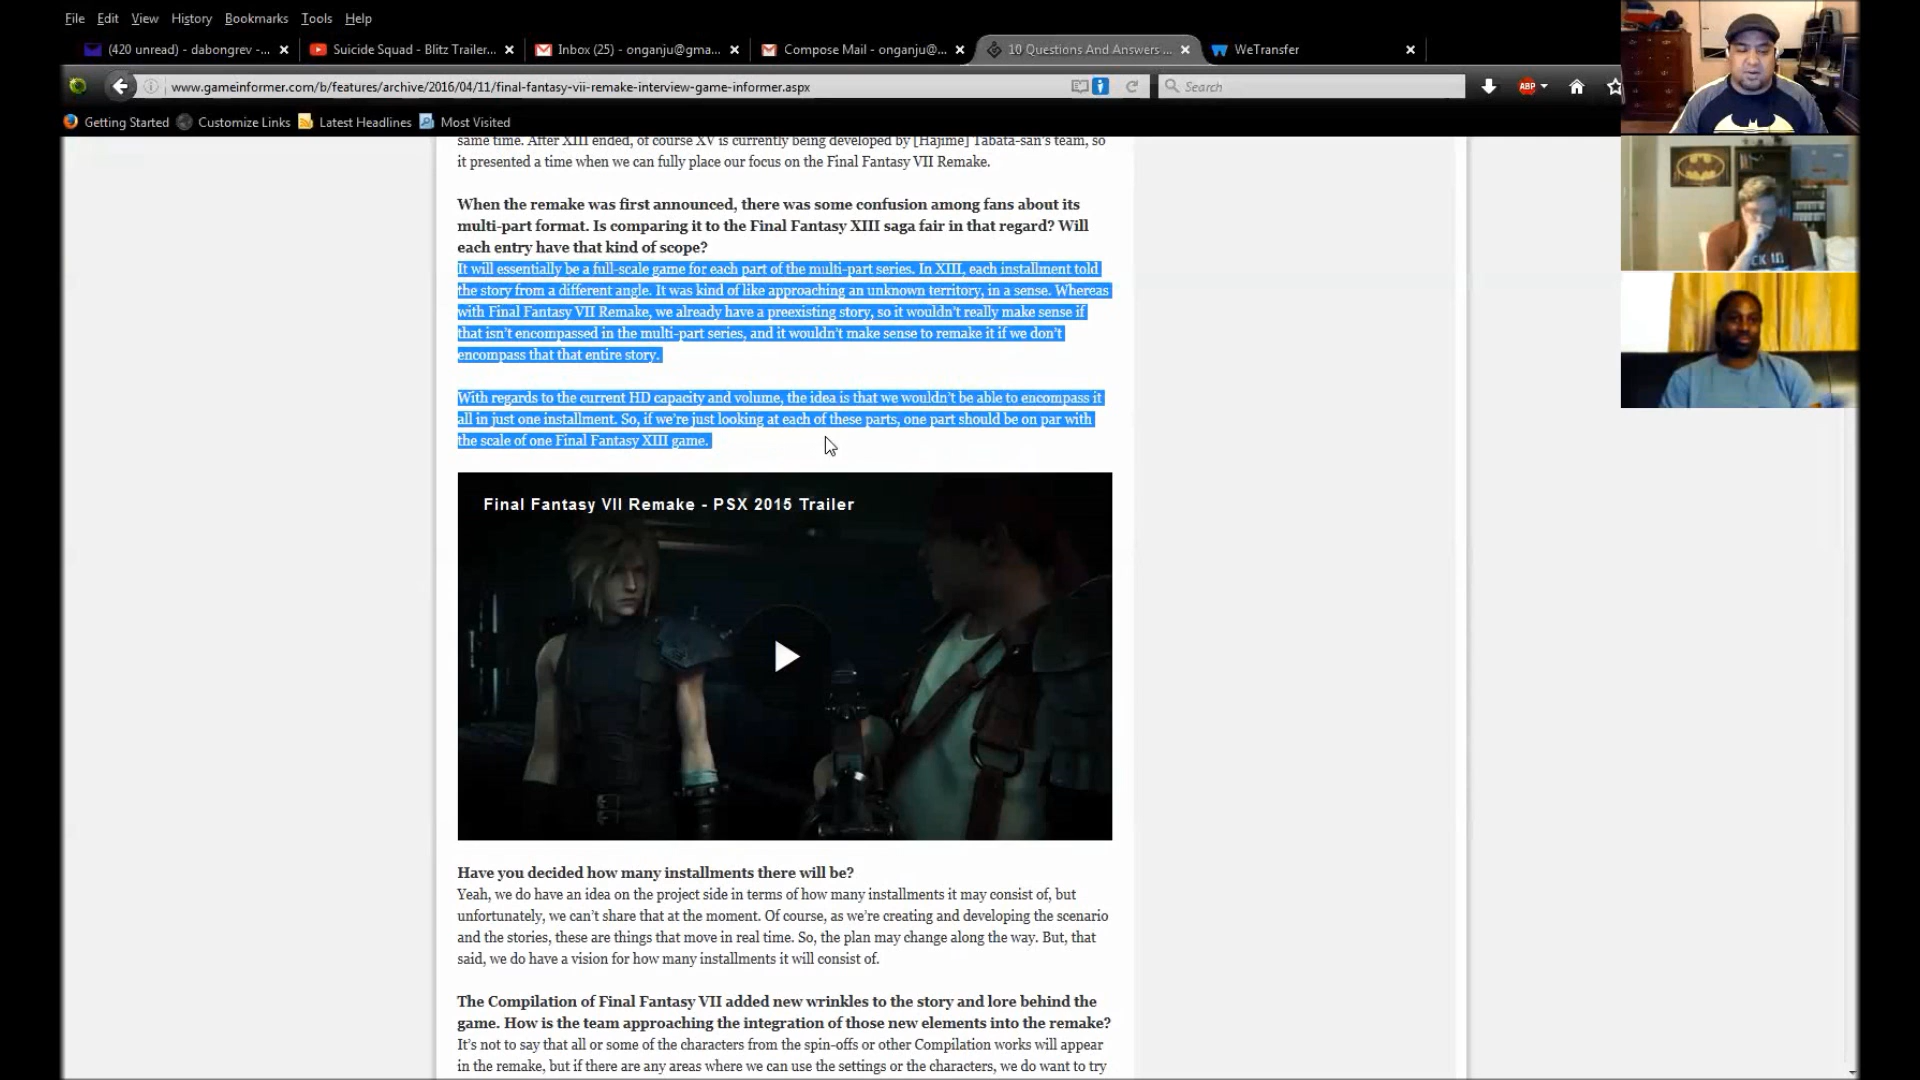 File Edit View History Bookmarks Tools Help
(420 unread) - dabongrev -...
Suicide Squad - Blitz Trailer...
Inbox (25) - onganju@gma...
Compose Mail - onganju@...
10 Questions And Answers ...
WeTransfer
www.gameinformer.com/b/features/archive/2016/04/11/final-fantasy-vii-remake-interview-game-informer.aspx
Search
ABP
Getting Started Customize Links Latest Headlines Most Visited
same time. After XIII ended, of course XV is currently being developed by [Hajime] Tabata-san's team, so
it presented a time when we can fully place our focus on the Final Fantasy VII Remake.
When the remake was first announced, there was some confusion among fans about its
multi-part format. Is comparing it to the Final Fantasy XIII saga fair in that regard? Will
each entry have that kind of scope?
It will essentially be a full-scale game for each part of the multi-part series. In XIII, each installment told
the story from a different angle. It was kind of like approaching an unknown territory, in a sense. Whereas
with Final Fantasy VII Remake, we already have a preexisting story, so it wouldn't really make sense if
that isn't encompassed in the multi-part series, and it wouldn't make sense to remake it if we don't
encompass that that entire story.
With regards to the current HD capacity and volume, the idea is that we wouldn't be able to encompass it
all in just one installment. So, if we're just looking at each of these parts, one part should be on par with
the scale of one Final Fantasy XIII game.
Final Fantasy VII Remake - PSX 2015 Trailer
Have you decided how many installments there will be?
Yeah, we do have an idea on the project side in terms of how many installments it may consist of, but
unfortunately, we can't share that at the moment. Of course, as we're creating and developing the scenario
and the stories, these are things that move in real time. So, the plan may change along the way. But, that
said, we do have a vision for how many installments it will consist of.
The Compilation of Final Fantasy VII added new wrinkles to the story and lore behind the
game. How is the team approaching the integration of those new elements into the remake?
It's not to say that all or some of the characters from the spin-offs or other Compilation works will appear
in the remake, but if there are any areas where we can use the settings or the characters, we do want to try